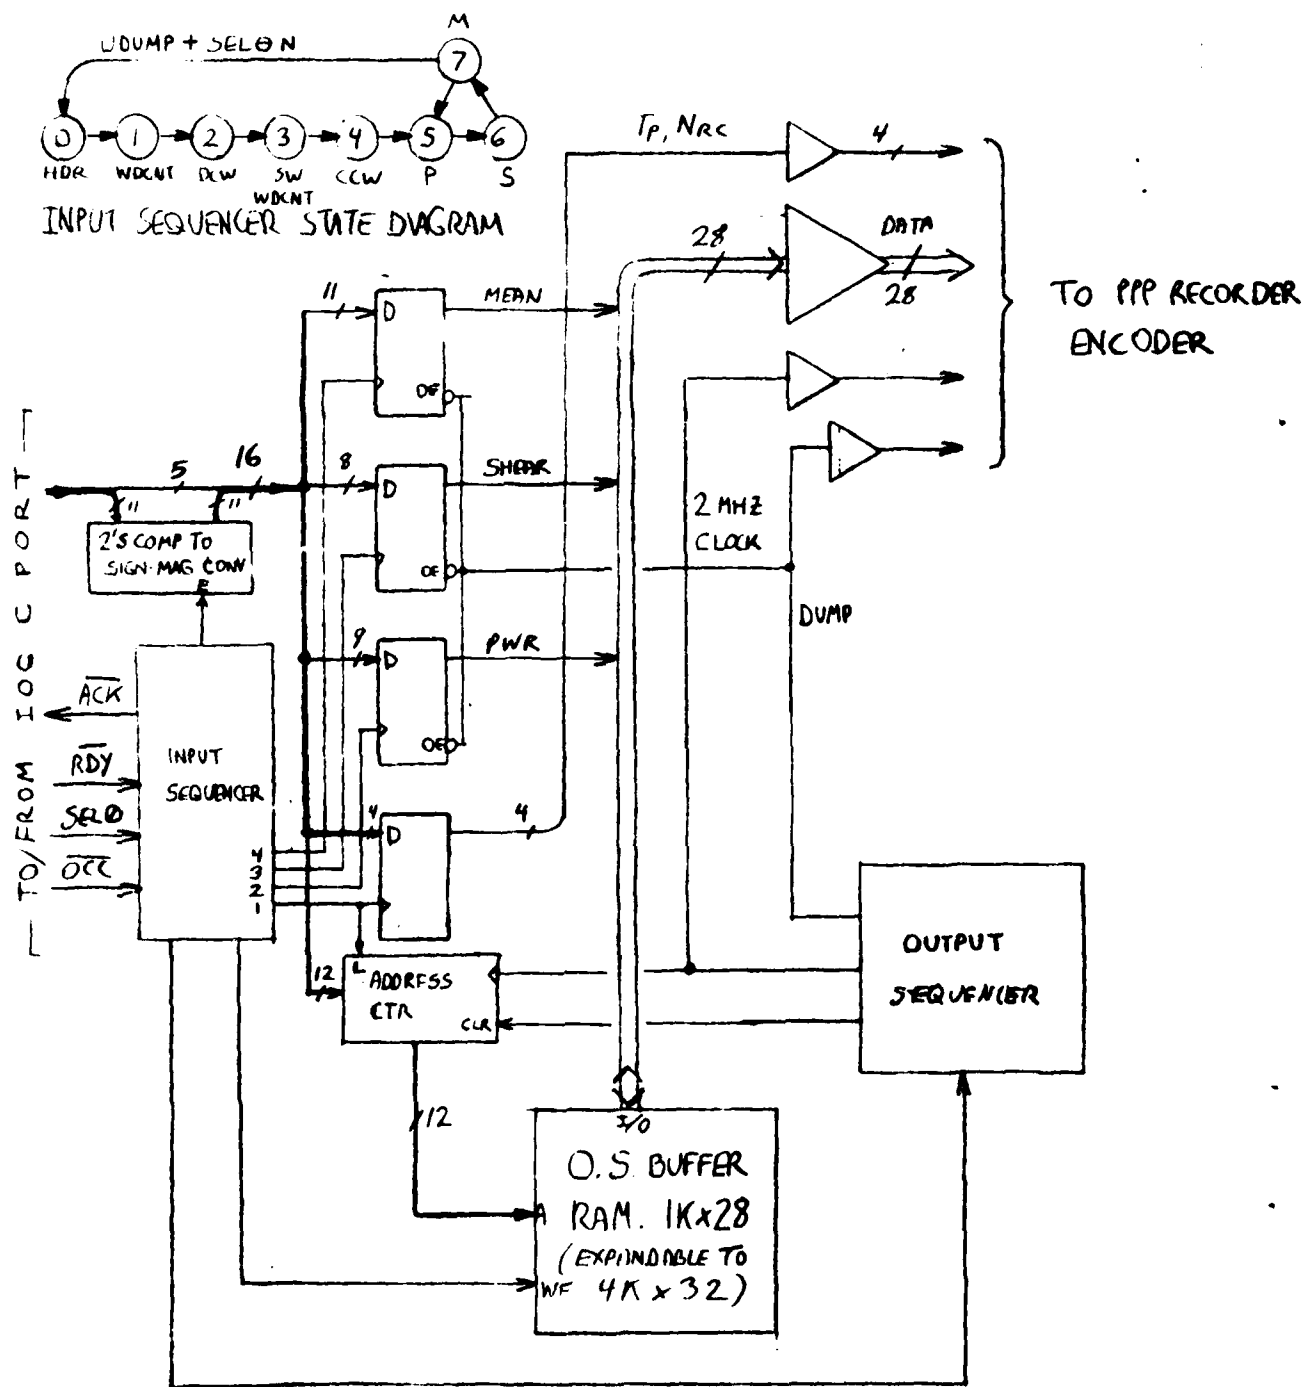 M
WDUMP + SELØN
7
0
1
2
3
4
5
6
HDR
WDCNT
DCW
SW
WDCNT
CCW
P
S
INPUT SEQUENCER STATE DIAGRAM
TP, NRC
4
28
DATA
28
TO PPP RECORDER
ENCODER
11
D
MEAN
OE
5
16
11
11
2'S COMP TO
SIGN-MAG CONV
E
8
D
SHEAR
OE
2 MHZ
CLOCK
DUMP
9
D
PWR
OE
TO/FROM IOC C PORT
ACK
RDY
SELØ
OCC
INPUT
SEQUENCER
4
3
2
1
4
D
4
12
L
ADDRESS
CTR
CLR
OUTPUT
SEQUENCER
12
I/O
O.S. BUFFER
A
RAM. 1K x 28
(EXPANDABLE TO
4K x 32)